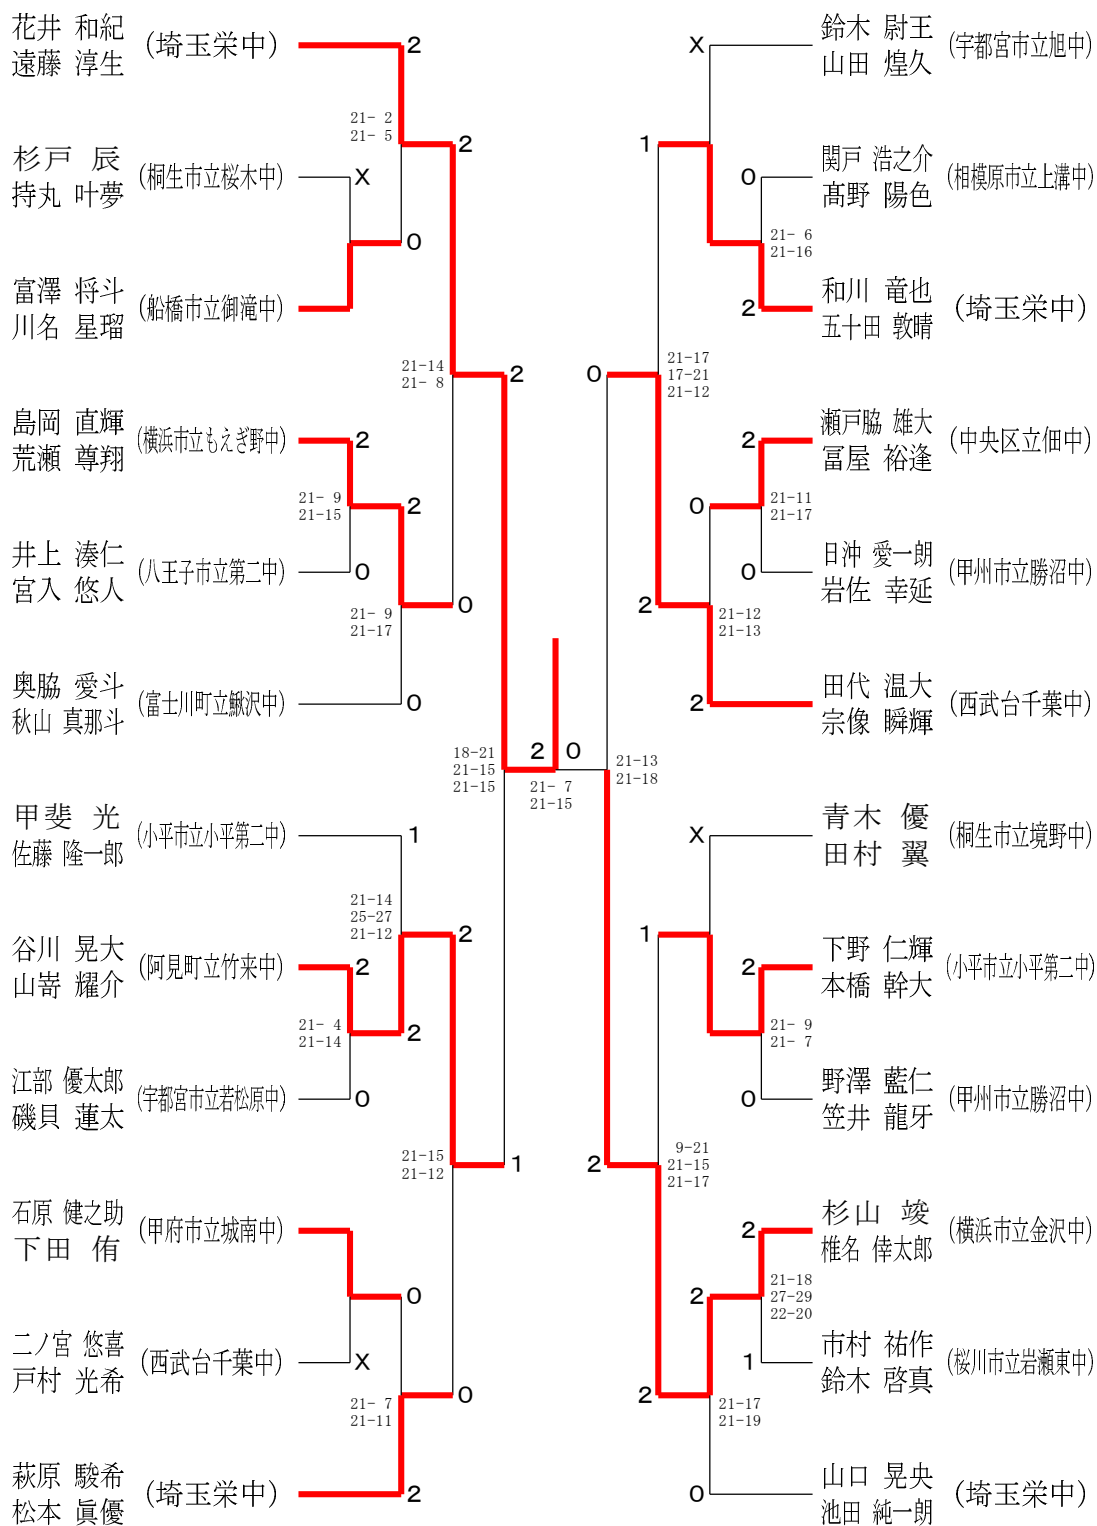 花井 和紀
遠藤 淳生
(埼玉栄中)
2
21- 2
21- 5
2
杉戸 辰
持丸 叶夢
(桐生市立桜木中)
X
0
富澤 将斗
川名 星瑠
(船橋市立御滝中)
21-14
21- 8
2
島岡 直輝
荒瀬 尊翔
(横浜市立もえぎ野中)
2
21- 9
21-15
2
井上 湊仁
宮入 悠人
(八王子市立第二中)
0
21- 9
21-17
0
奥脇 愛斗
秋山 真那斗
(富士川町立鰍沢中)
0
18-21
21-15
21-15
2
0
21- 7
21-15
甲斐 光
佐藤 隆一郎
(小平市立小平第二中)
1
21-14
25-27
21-12
2
谷川 晃大
山嵜 耀介
(阿見町立竹来中)
2
21- 4
21-14
2
江部 優太郎
磯貝 蓮太
(宇都宮市立若松原中)
0
21-15
21-12
1
石原 健之助
下田 侑
(甲府市立城南中)
0
二ノ宮 悠喜
戸村 光希
(西武台千葉中)
X
21- 7
21-11
0
萩原 駿希
松本 眞優
(埼玉栄中)
2
X
鈴木 尉王
山田 煌久
(宇都宮市立旭中)
1
0
関戸 浩之介
髙野 陽色
(相模原市立上溝中)
21- 6
21-16
2
和川 竜也
五十田 敦晴
(埼玉栄中)
0
21-17
17-21
21-12
2
瀬戸脇 雄大
冨屋 裕逢
(中央区立佃中)
0
21-11
21-17
0
日沖 愛一朗
岩佐 幸延
(甲州市立勝沼中)
2
21-12
21-13
2
田代 温大
宗像 瞬輝
(西武台千葉中)
21-13
21-18
X
青木 優
田村 翼
(桐生市立境野中)
1
2
下野 仁輝
本橋 幹大
(小平市立小平第二中)
21- 9
21- 7
0
野澤 藍仁
笠井 龍牙
(甲州市立勝沼中)
2
9-21
21-15
21-17
2
杉山 竣
椎名 倖太郎
(横浜市立金沢中)
2
21-18
27-29
22-20
1
市村 祐作
鈴木 啓真
(桜川市立岩瀬東中)
2
21-17
21-19
0
山口 晃央
池田 純一朗
(埼玉栄中)